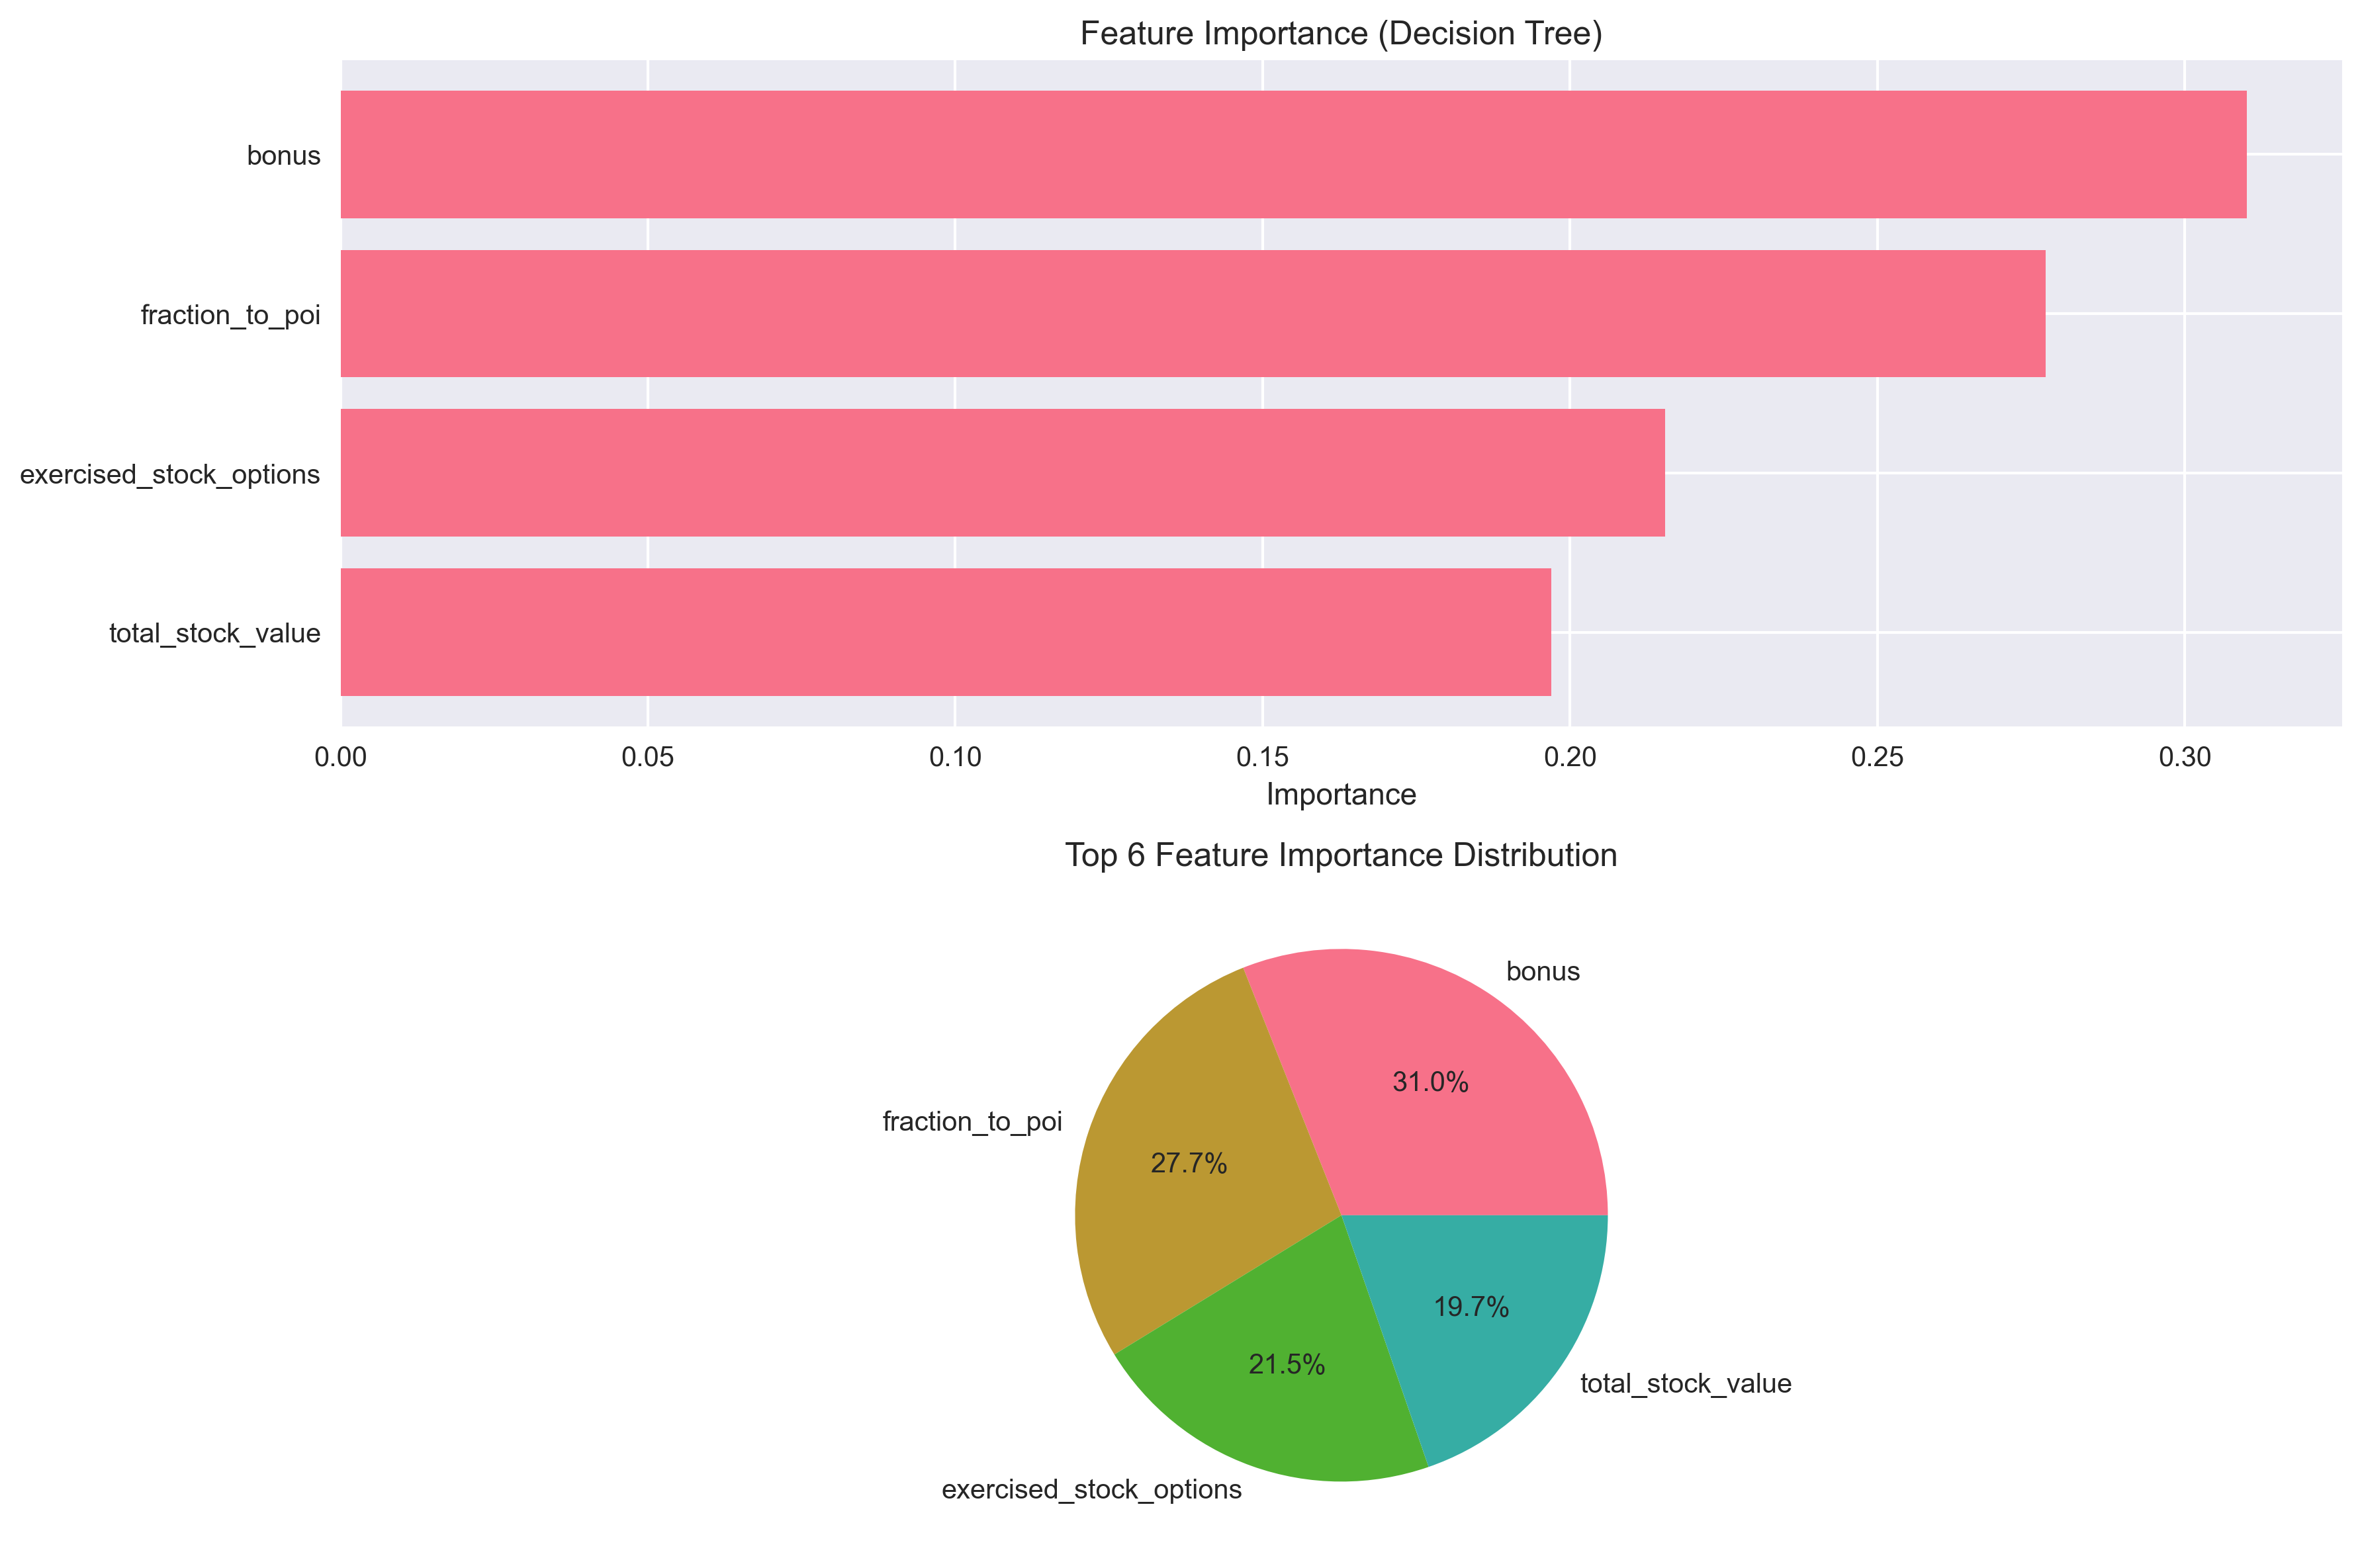 Feature Importance (Decision Tree)
bonus
fraction_to_poi
exercised_stock_options
total_stock_value
0.00 0.05 0.10 0.15 0.20 0.25 0.30
Importance
Top 6 Feature Importance Distribution
bonus
31.0%
fraction_to_poi
27.7%
19.7%
21.5%
total_stock_value
exercised_stock_options